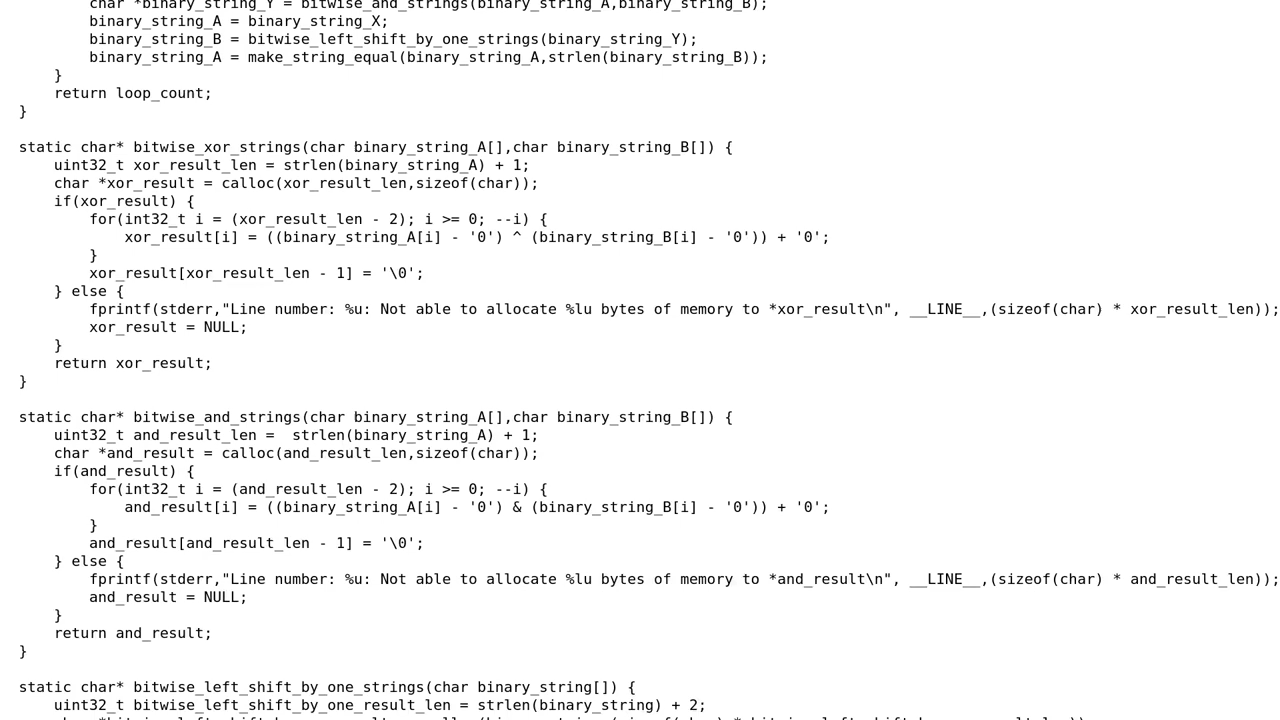 char *binary_string_Y = bitwise_and_strings(binary_string_A,binary_string_B);
binary_string_A = binary_string_X;
binary_string_B = bitwise_left_shift_by_one_strings(binary_string_Y);
binary_string_A = make_string_equal(binary_string_A,strlen(binary_string_B));
}
return loop_count;
}
static char* bitwise_xor_strings(char binary_string_A[],char binary_string_B[]) {
uint32_t xor_result_len = strlen(binary_string_A) + 1;
char *xor_result = calloc(xor_result_len,sizeof(char));
if(xor_result) {
for(int32_t i = (xor_result_len - 2); i >= 0; --i) {
xor_result[i] = ((binary_string_A[i] - '0') ^ (binary_string_B[i] - '0')) + '0';
}
xor_result[xor_result_len - 1] = '\0';
} else {
fprintf(stderr,"Line number: %u: Not able to allocate %lu bytes of memory to *xor_result\n", __LINE__,(sizeof(char) * xor_result_len));
xor_result = NULL;
}
return xor_result;
}
static char* bitwise_and_strings(char binary_string_A[],char binary_string_B[]) {
uint32_t and_result_len =  strlen(binary_string_A) + 1;
char *and_result = calloc(and_result_len,sizeof(char));
if(and_result) {
for(int32_t i = (and_result_len - 2); i >= 0; --i) {
and_result[i] = ((binary_string_A[i] - '0') & (binary_string_B[i] - '0')) + '0';
}
and_result[and_result_len - 1] = '\0';
} else {
fprintf(stderr,"Line number: %u: Not able to allocate %lu bytes of memory to *and_result\n", __LINE__,(sizeof(char) * and_result_len));
and_result = NULL;
}
return and_result;
}
static char* bitwise_left_shift_by_one_strings(char binary_string[]) {
uint32_t bitwise_left_shift_by_one_result_len = strlen(binary_string) + 2;